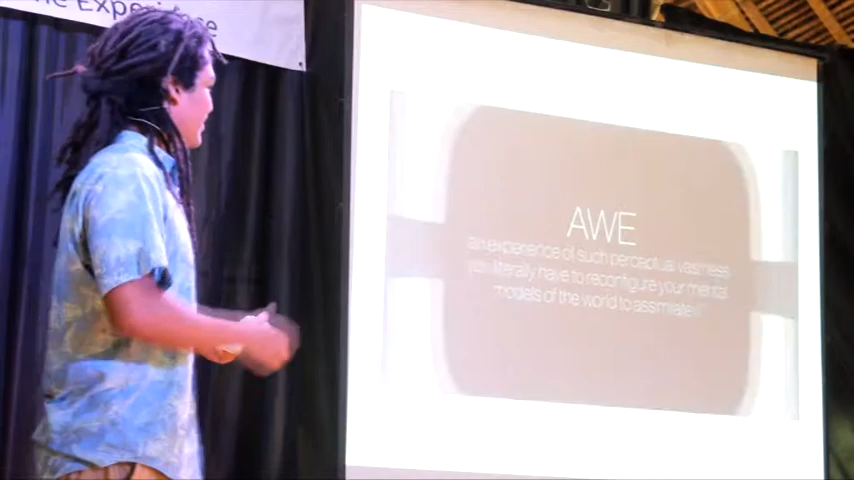 the Experience
AWE
an experience of such perceptual vastness
you literally have to reconfigure your mental
models of the world to assimilate it